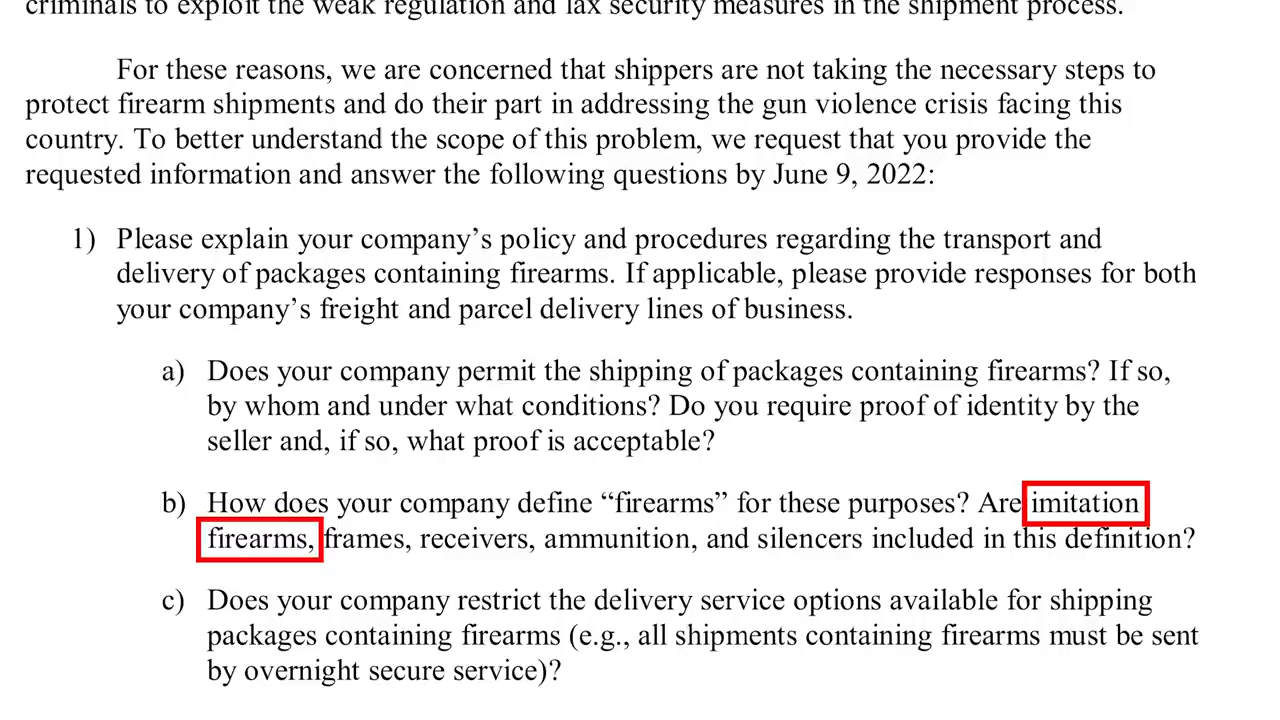 criminals to exploit the weak regulation and lax security measures in the shipment process.
For these reasons, we are concerned that shippers are not taking the necessary steps to
protect firearm shipments and do their part in addressing the gun violence crisis facing this
country. To better understand the scope of this problem, we request that you provide the
requested information and answer the following questions by June 9, 2022:
1) Please explain your company’s policy and procedures regarding the transport and
delivery of packages containing firearms. If applicable, please provide responses for both
your company’s freight and parcel delivery lines of business.
a) Does your company permit the shipping of packages containing firearms? If so,
by whom and under what conditions? Do you require proof of identity by the
seller and, if so, what proof is acceptable?
b) How does your company define “firearms” for these purposes? Are imitation
firearms, frames, receivers, ammunition, and silencers included in this definition?
c) Does your company restrict the delivery service options available for shipping
packages containing firearms (e.g., all shipments containing firearms must be sent
by overnight secure service)?